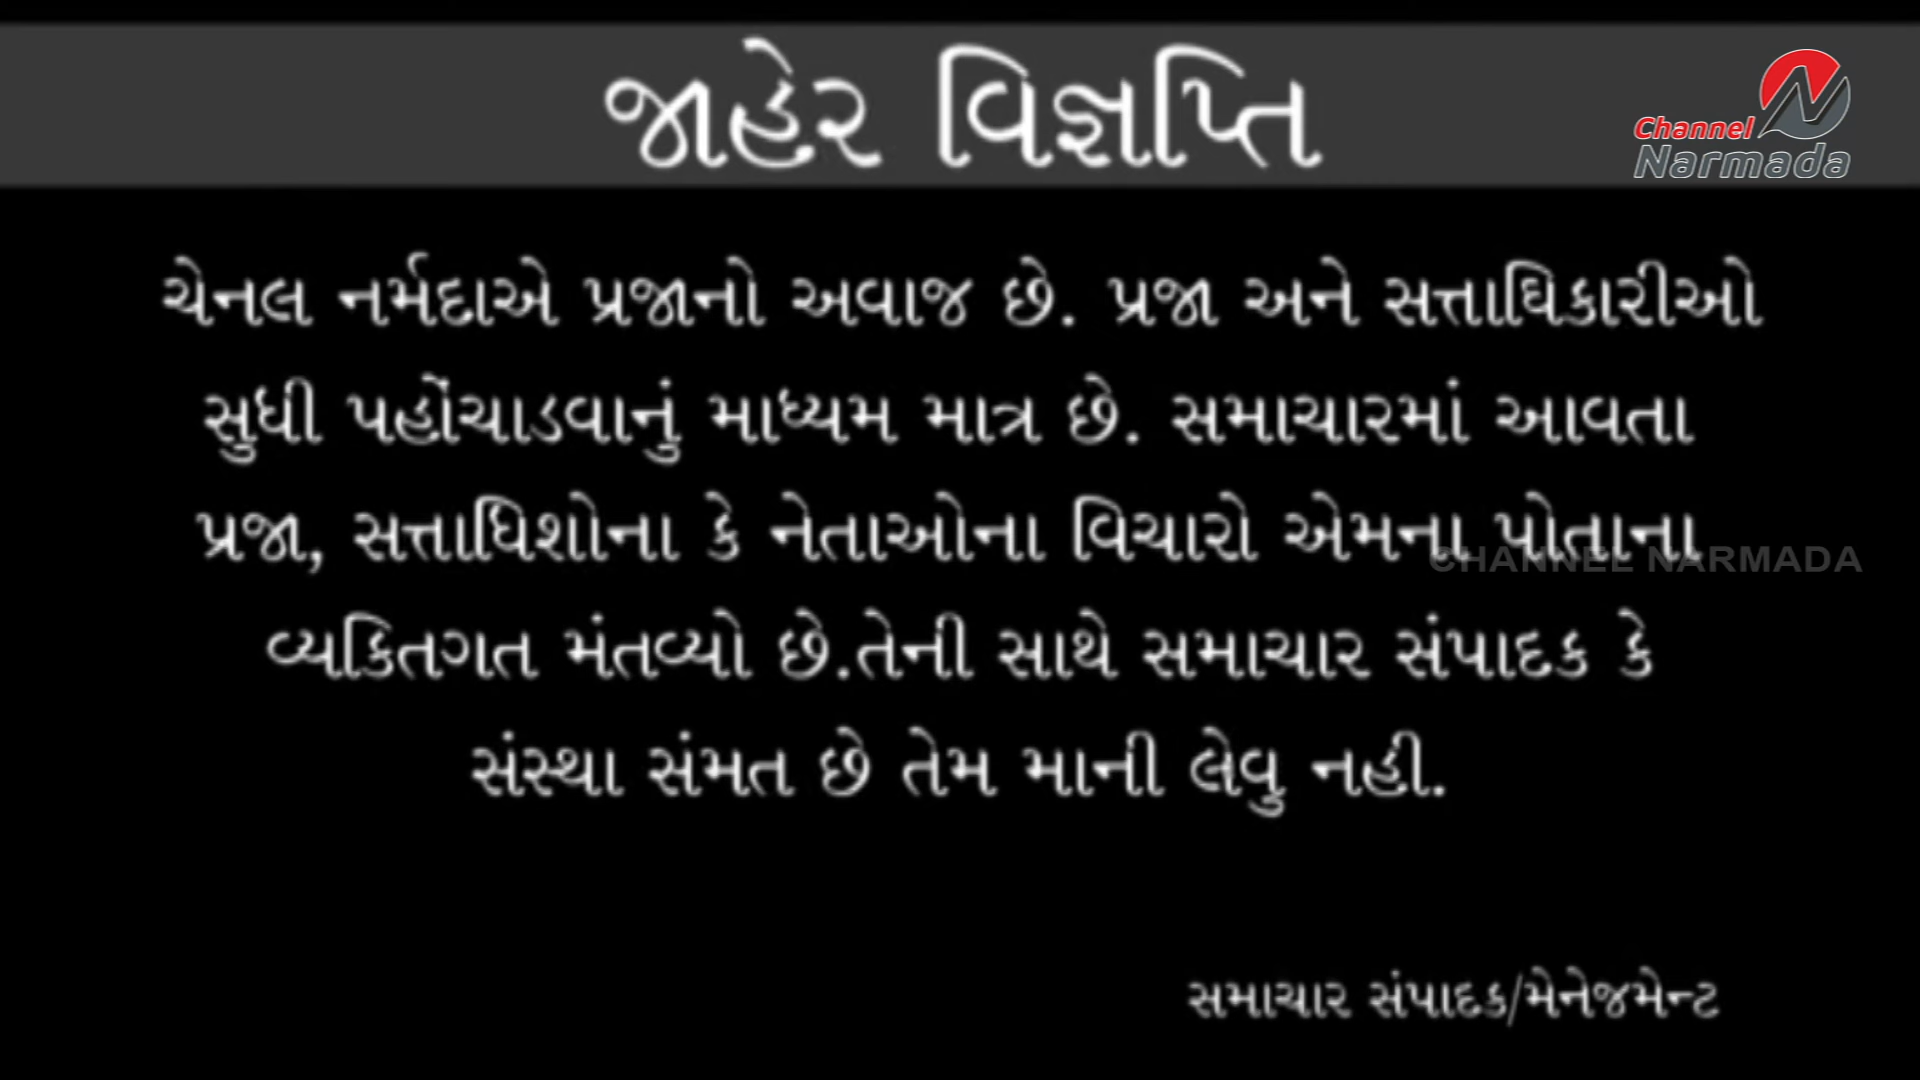 જાહેર વિજ્ઞપ્તિ
Channel
Narmada
ચેનલ નર્મદાએ પ્રજાનો અવાજ છે. પ્રજા અને સત્તાધિકારીઓ
સુધી પહોંચાડવાનું માધ્યમ માત્ર છે. સમાચારમાં આવતા
પ્રજા, સત્તાધિશોના કે નેતાઓના વિચારો એમના પોતાના
CHANNEL NARMADA
વ્યકિતગત મંતવ્યો છે.તેની સાથે સમાચાર સંપાદક કે
સંસ્થા સંમત છે તેમ માની લેવુ નહી.
સમાચાર સંપાદક/મેનેજમેન્ટ